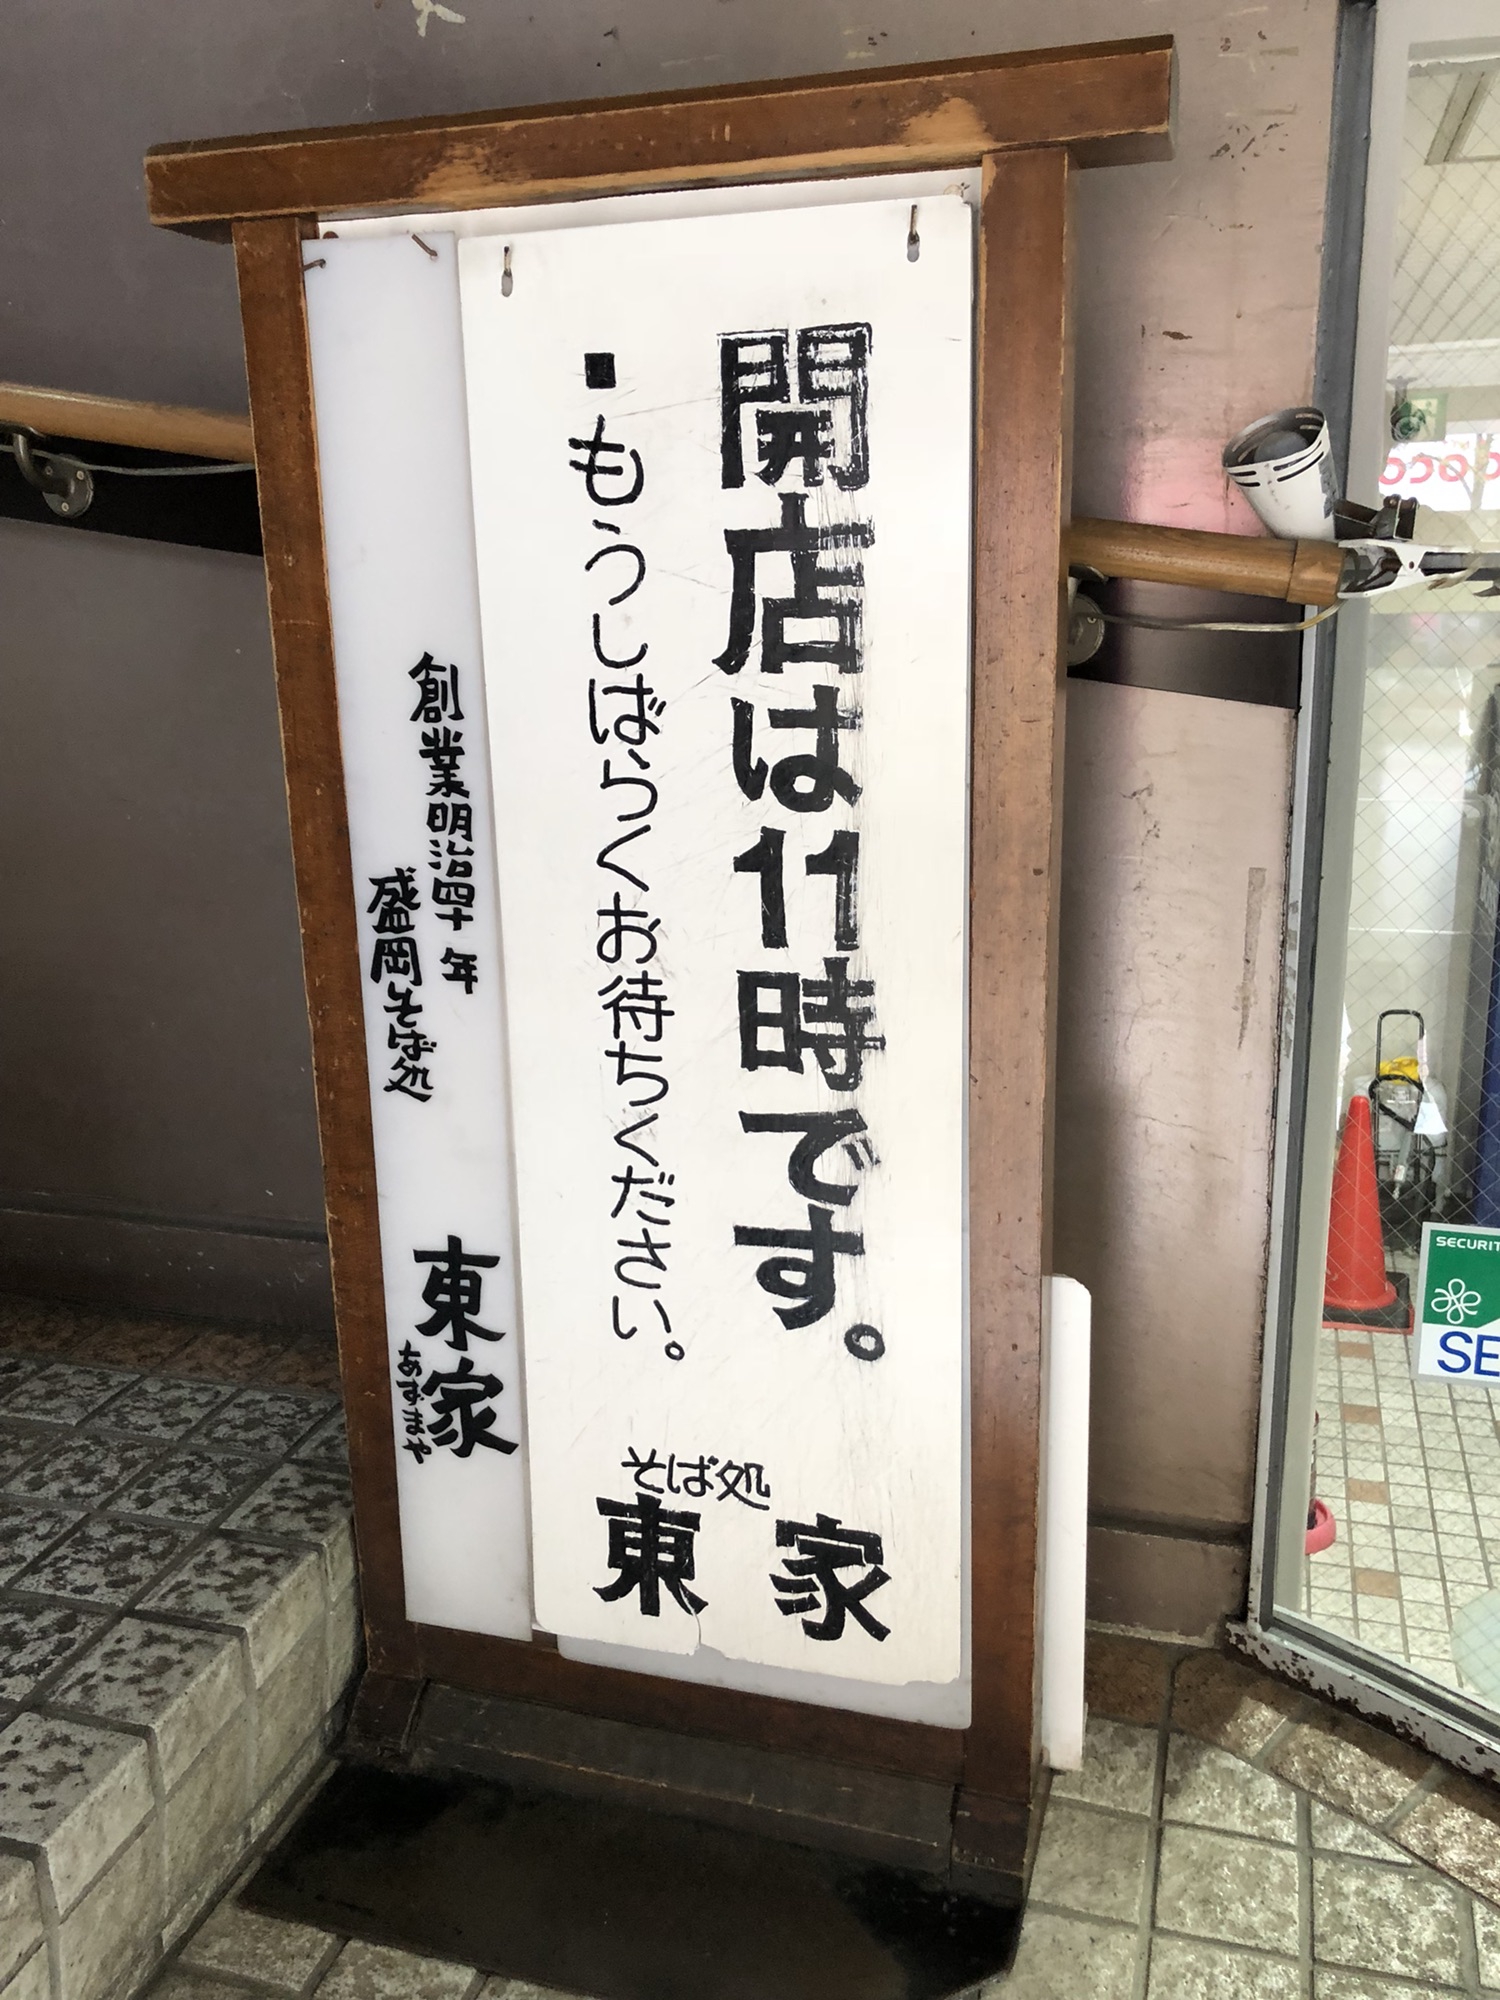 開店は11時です。
■もうしばらくお待ちください。
そば処
東家
創業明治四十年
盛岡そば処
東家
あずまや
SECURIT
SE